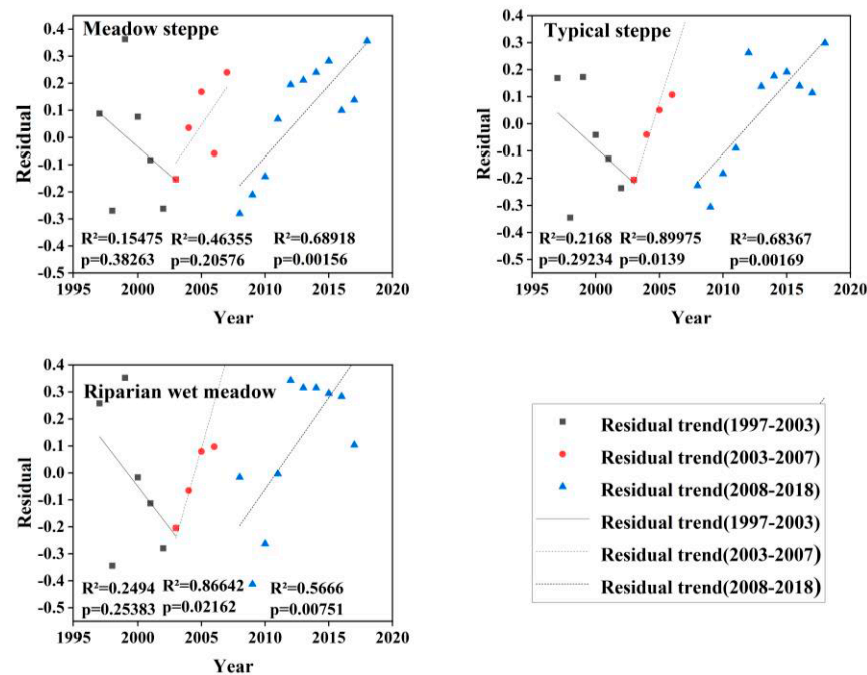 Meadow steppe
0.4
0.3
0.2
0.1
0.0
-0.1
-0.2
-0.3
-0.4
-0.5
Residual
R²=0.15475 R²=0.46355 R²=0.68918
p=0.38263 p=0.20576 p=0.00156
1995 2000 2005 2010 2015 2020
Year
Typical steppe
0.4
0.3
0.2
0.1
0.0
-0.1
-0.2
-0.3
-0.4
-0.5
Residual
R²=0.2168 R²=0.89975 R²=0.68367
p=0.29234 p=0.0139 p=0.00169
1995 2000 2005 2010 2015 2020
Year
Riparian wet meadow
0.4
0.3
0.2
0.1
0.0
-0.1
-0.2
-0.3
-0.4
-0.5
Residual
R²=0.2494 R²=0.86642 R²=0.5666
p=0.25383 p=0.02162 p=0.00751
1995 2000 2005 2010 2015 2020
Year
Residual trend(1997-2003)
Residual trend(2003-2007)
Residual trend(2008-2018)
Residual trend(1997-2003)
Residual trend(2003-2007)
Residual trend(2008-2018)